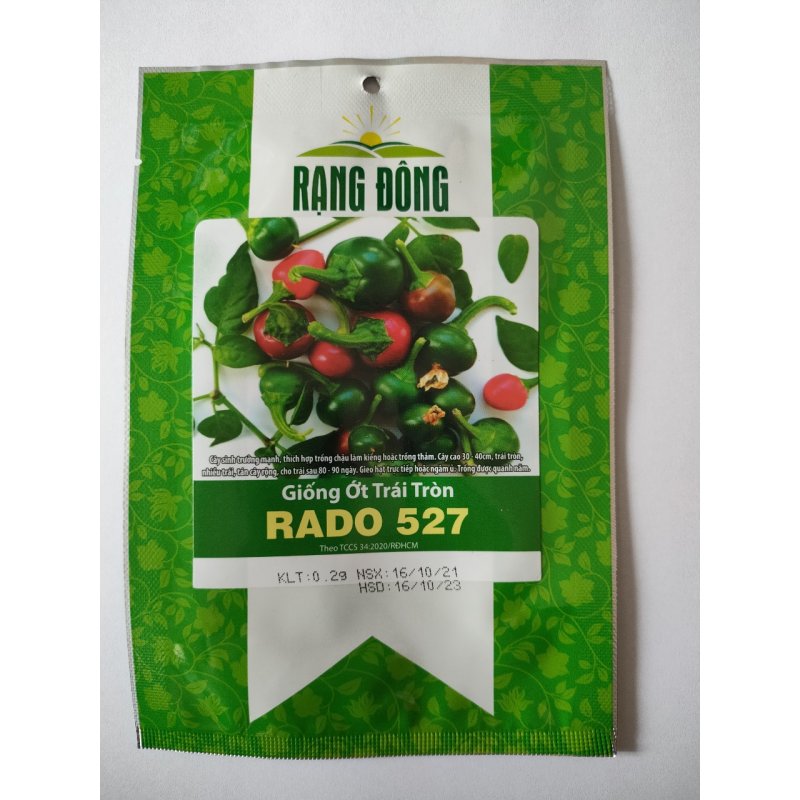 RẠNG ĐÔNG
Cây sinh trưởng mạnh, thích hợp trồng chậu làm kiểng hoặc trồng thảm. Cây cao 30 - 40cm, trái tròn,
nhiều trái, tán cây rộng, cho trái sau 80 - 90 ngày. Gieo hạt trực tiếp hoặc ngâm ủ. Trồng được quanh năm.
Giống Ớt Trái Tròn
RADO 527
Theo TCCS 34:2020/RĐHCM
KLT:0.2g NSX:16/10/21
HSD:16/10/23